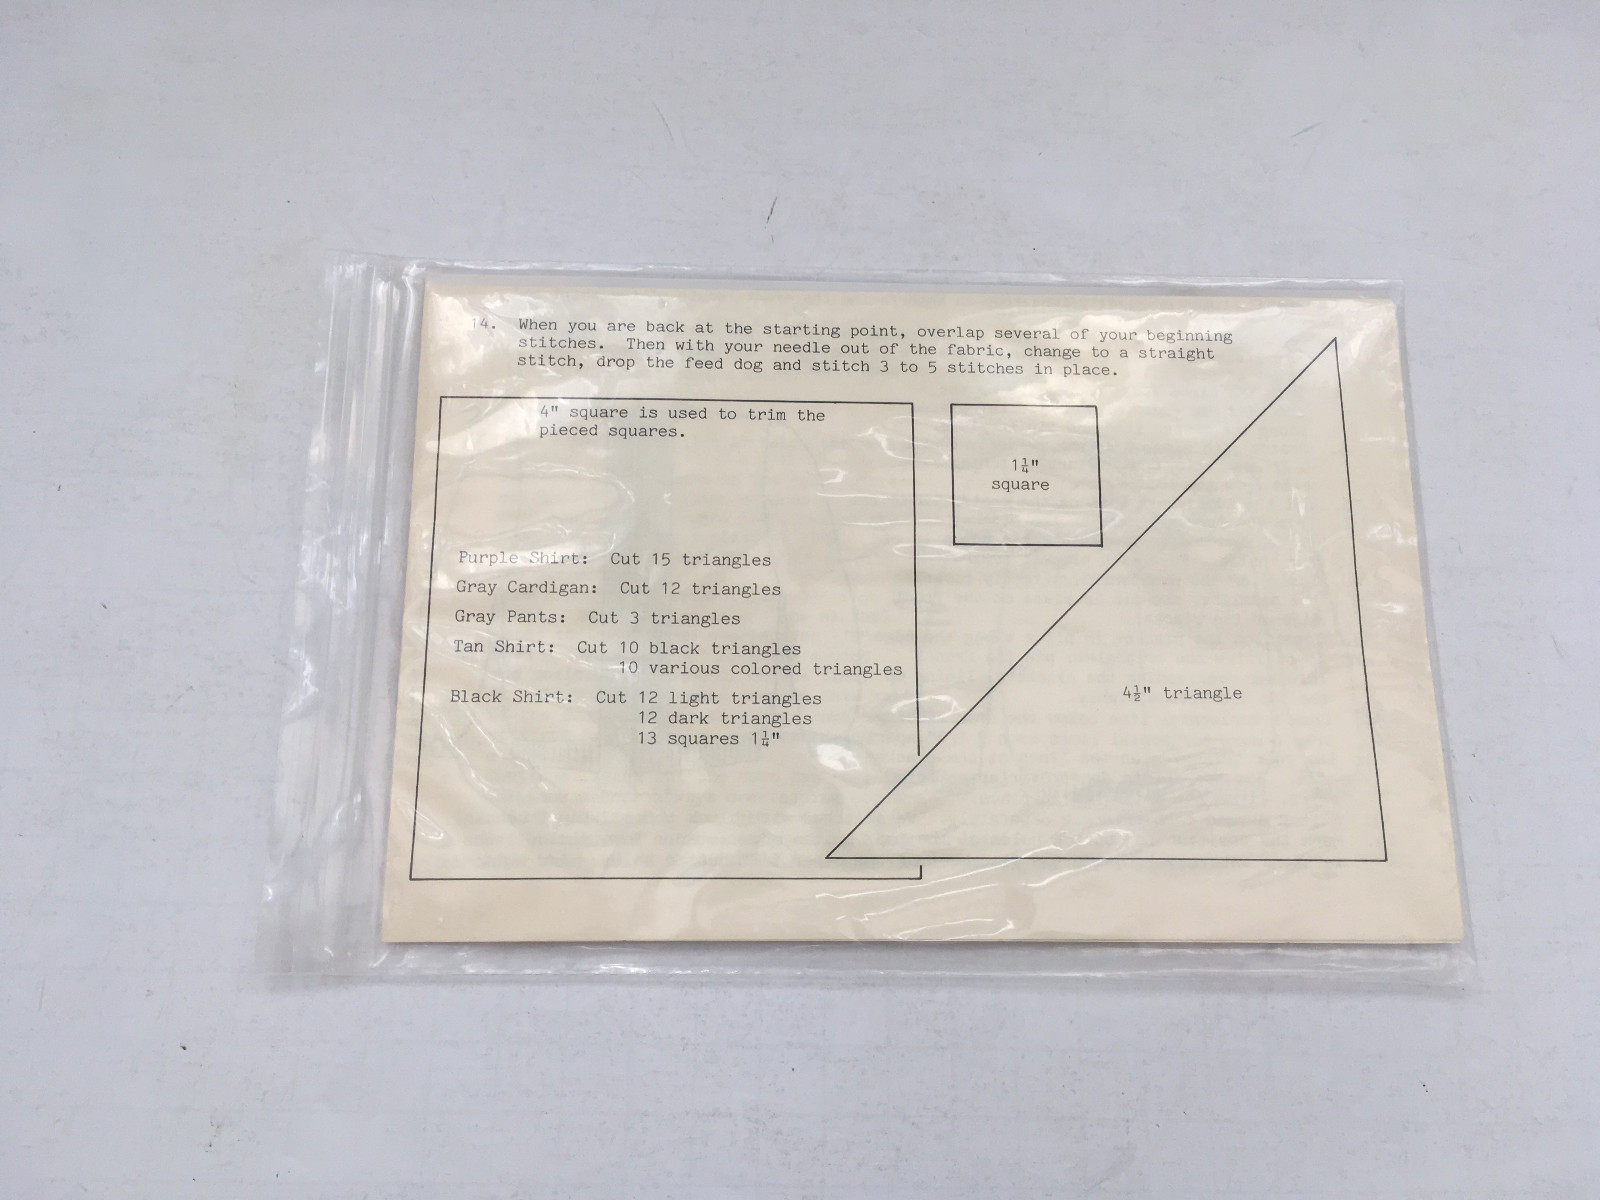 14. When you are back at the starting point, overlap several of your beginning
stitches. Then with your needle out of the fabric, change to a straight
stitch, drop the feed dog and stitch 3 to 5 stitches in place.
4" square is used to trim the
pieced squares.
1¼"
square
Purple Shirt: Cut 15 triangles
Gray Cardigan: Cut 12 triangles
Gray Pants: Cut 3 triangles
Tan Shirt: Cut 10 black triangles
10 various colored triangles
Black Shirt: Cut 12 light triangles
12 dark triangles
13 squares 1¼"
4½" triangle